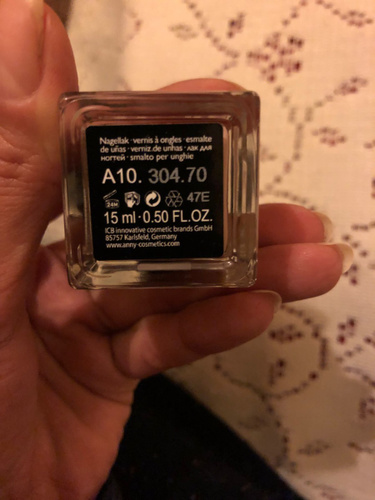 Nagellak · vernis à ongles · esmalte
de uñas · verniz de unhas · лак для
ногтей · smalto per unghie
A10. 304.70
24M 47E
15 ml · 0.50 FL.OZ.
ICB innovative cosmetic brands GmbH
85757 Karlsfeld, Germany
www.anny-cosmetics.com